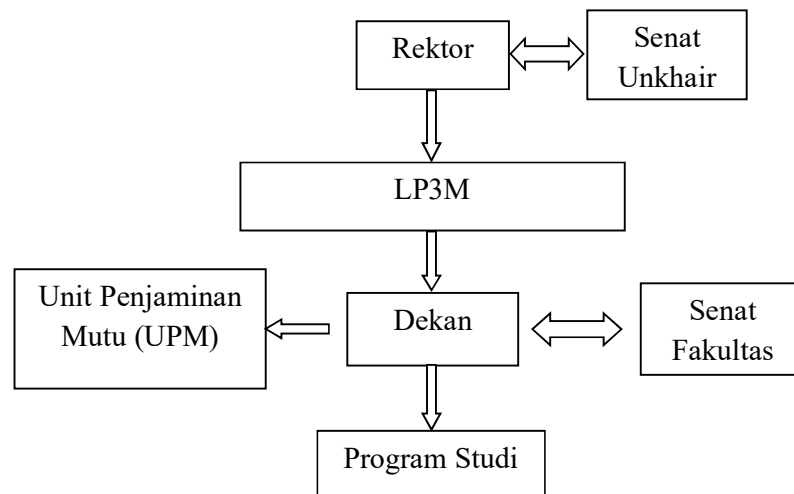 Rektor
Senat
Unkhair
LP3M
Unit Penjaminan
Mutu (UPM)
Dekan
Senat
Fakultas
Program Studi